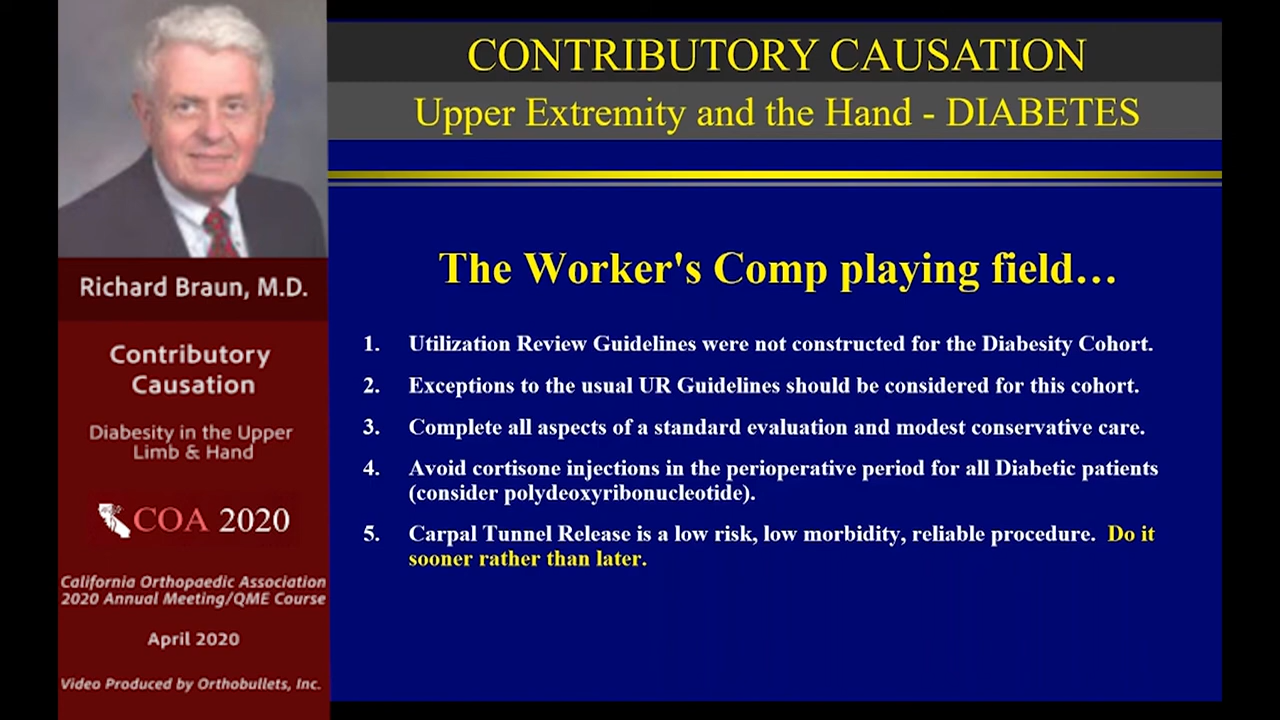 Richard Braun, M.D.
Contributory
Causation
Diabesity in the Upper
Limb & Hand
COA 2020
California Orthopaedic Association
2020 Annual Meeting/QME Course
April 2020
Video Produced by Orthobullets, Inc.
CONTRIBUTORY CAUSATION
Upper Extremity and the Hand - DIABETES
The Worker's Comp playing field…
1. Utilization Review Guidelines were not constructed for the Diabesity Cohort.
2. Exceptions to the usual UR Guidelines should be considered for this cohort.
3. Complete all aspects of a standard evaluation and modest conservative care.
4. Avoid cortisone injections in the perioperative period for all Diabetic patients
(consider polydeoxyribonucleotide).
5. Carpal Tunnel Release is a low risk, low morbidity, reliable procedure. Do it
sooner rather than later.